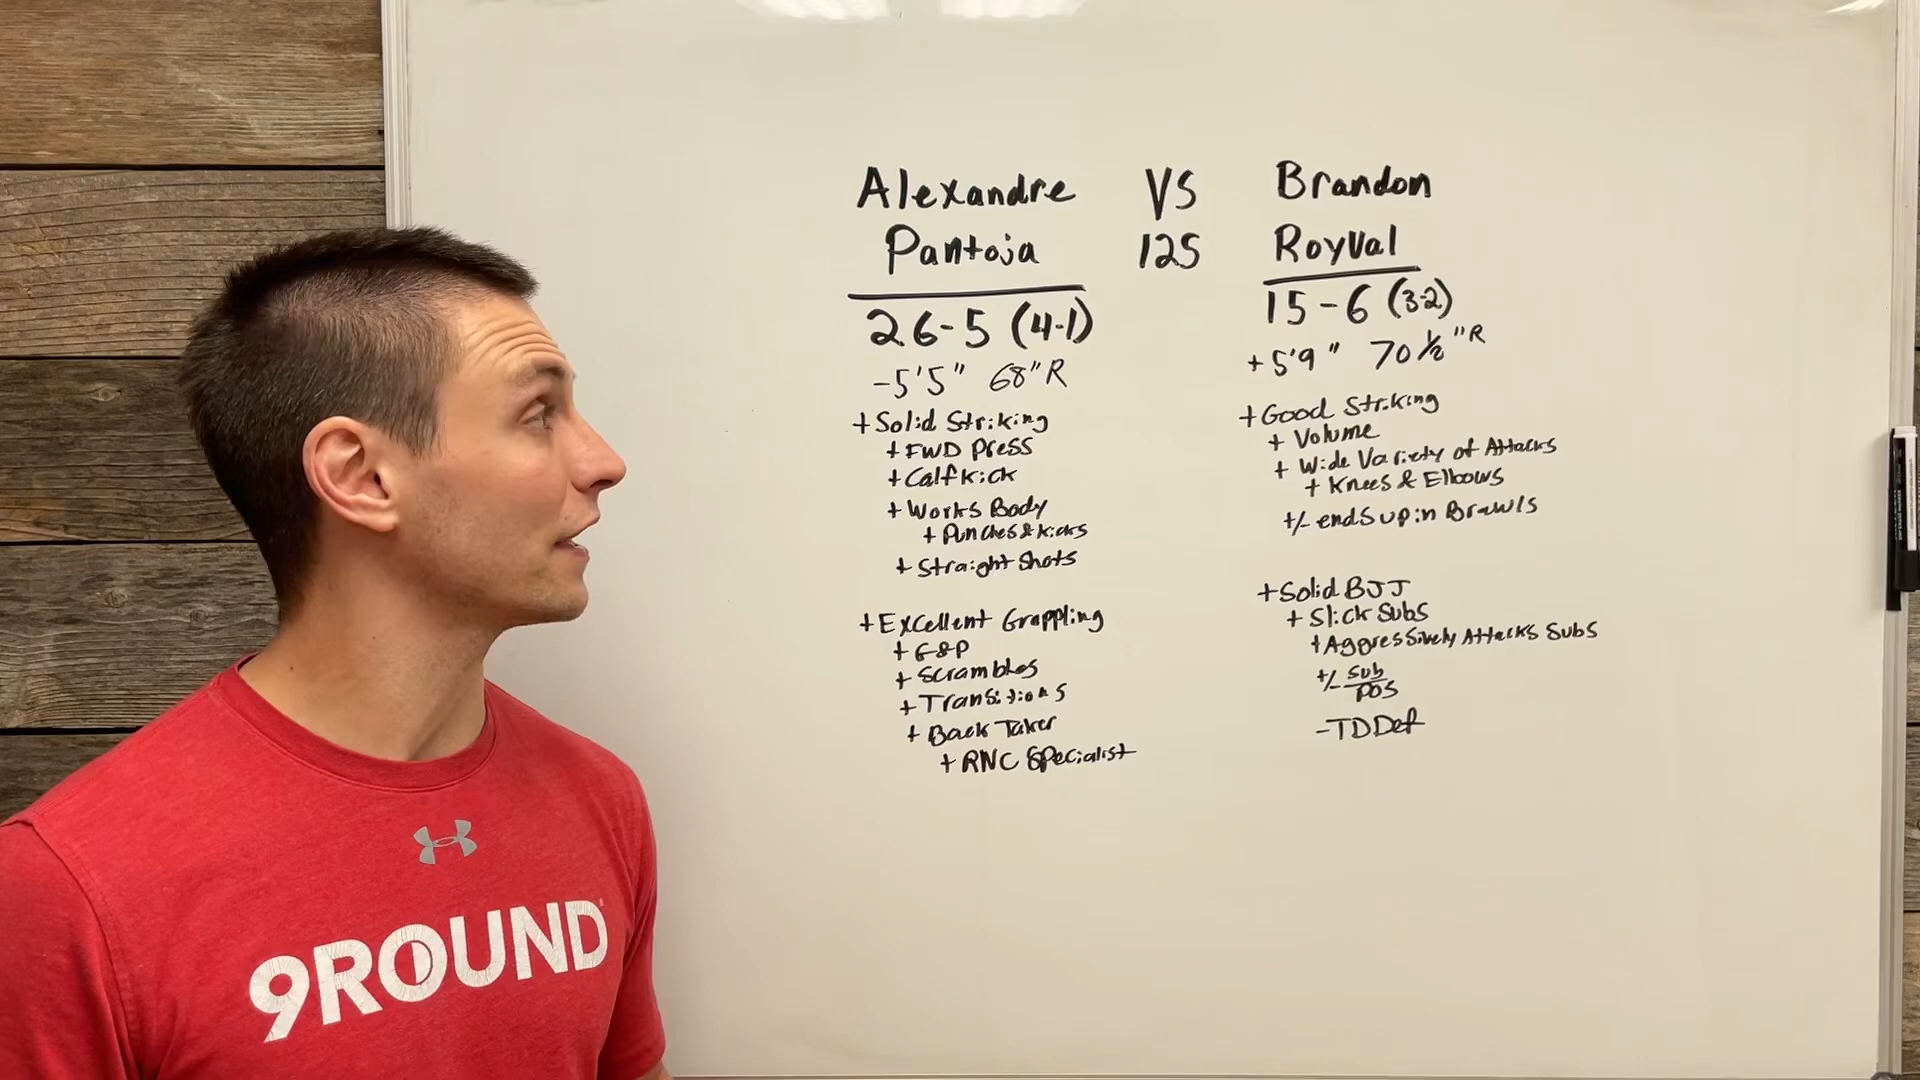 Alexandre VS Brandon
Pantoja 125 Royval
26-5 (4-1)
-5'5" 68"R
+Solid Striking
+FWD Press
+Calf kick
+Works Body
+Punches & kicks
+Straight Shots
+Excellent Grappling
+G&P
+Scrambles
+Transitions
+Back Taker
+RNC Specialist
15-6 (3-2)
+5'9" 70 1/2"R
+Good Striking
+Volume
+Wide Variety of Attacks
+Knees & Elbows
+/- ends up in Brawls
+Solid BJJ
+Slick Subs
+Aggressively Attacks Subs
+/- Sub
POS
-TD Def
9ROUND